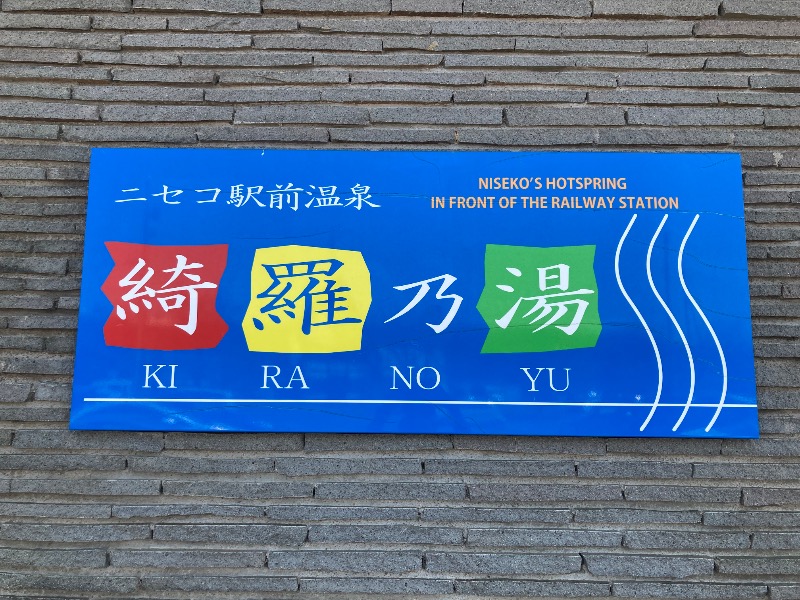 ニセコ駅前温泉
NISEKO'S HOTSPRING
IN FRONT OF THE RAILWAY STATION
綺羅乃湯
KI RA NO YU